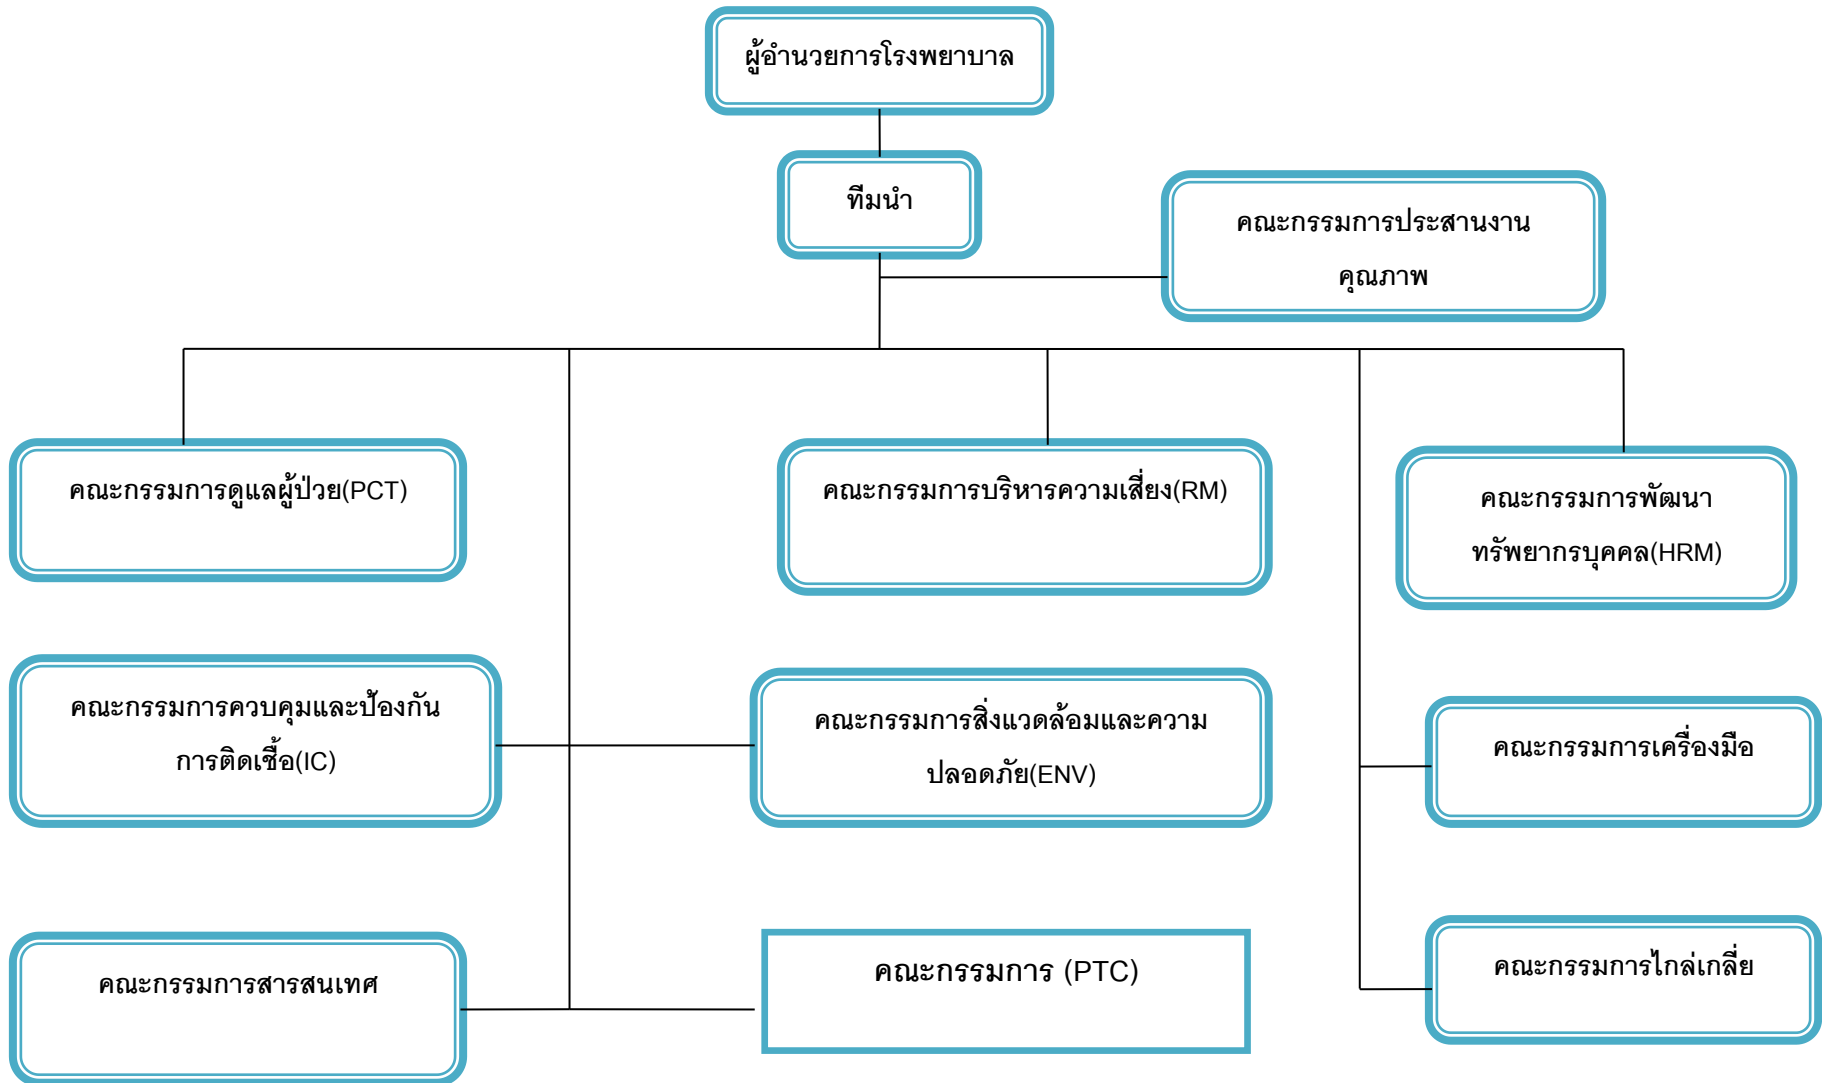 ผู้อำนวยการโรงพยาบาล
ทีมนำ
คณะกรรมการประสานงาน
คุณภาพ
คณะกรรมการดูแลผู้ป่วย(PCT)
คณะกรรมการบริหารความเสี่ยง(RM)
คณะกรรมการพัฒนา
ทรัพยากรบุคคล(HRM)
คณะกรรมการควบคุมและป้องกัน
การติดเชื้อ(IC)
คณะกรรมการสิ่งแวดล้อมและความ
ปลอดภัย(ENV)
คณะกรรมการเครื่องมือ
คณะกรรมการสารสนเทศ
คณะกรรมการ (PTC)
คณะกรรมการไกล่เกลี่ย